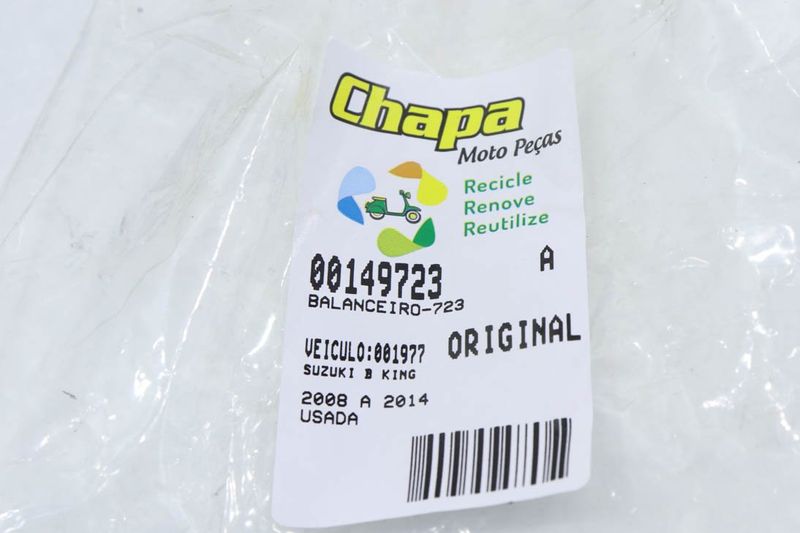 Chapa
Moto Peças
Recicle
Renove
Reutilize
00149723
A
BALANCEIRO-723
VEICULO:001977
ORIGINAL
SUZUKI B KING
2008 A 2014
USADA